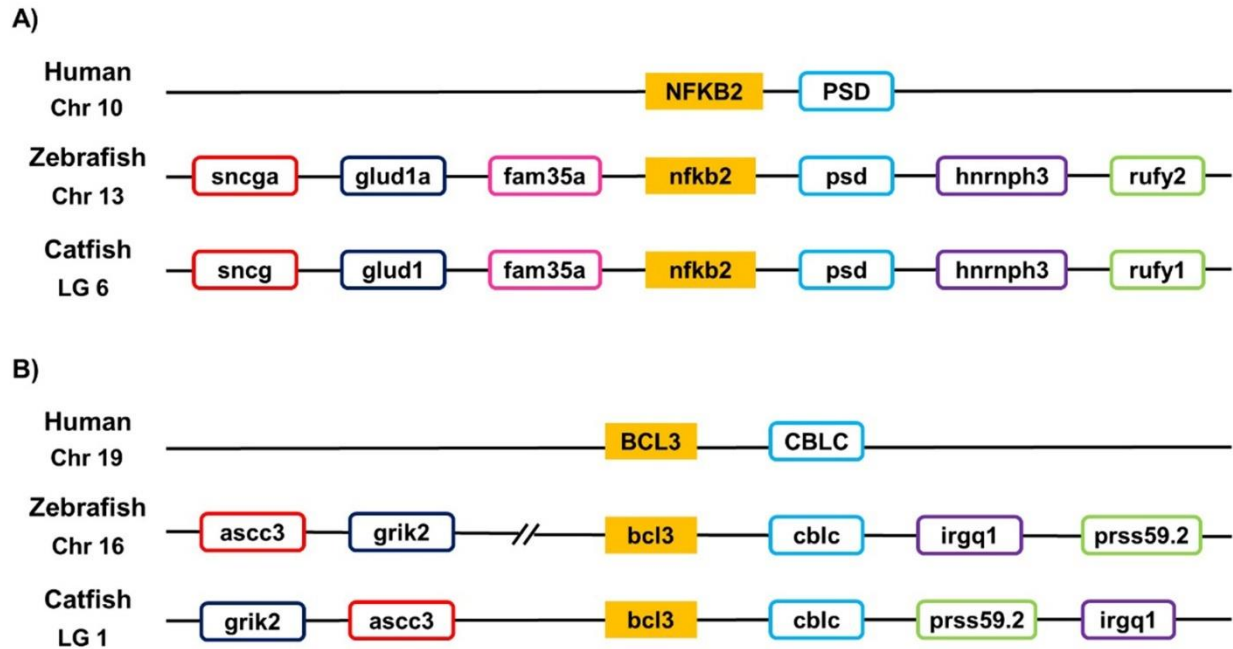 A)
Human
Chr 10
NFKB2 PSD
Zebrafish
Chr 13
sncga glud1a fam35a nfkb2 psd hnrnph3 rufy2
Catfish
LG 6
sncg glud1 fam35a nfkb2 psd hnrnph3 rufy1
B)
Human
Chr 19
BCL3 CBLC
Zebrafish
Chr 16
ascc3 grik2 // bcl3 cblc irgq1 prss59.2
Catfish
LG 1
grik2 ascc3 bcl3 cblc prss59.2 irgq1